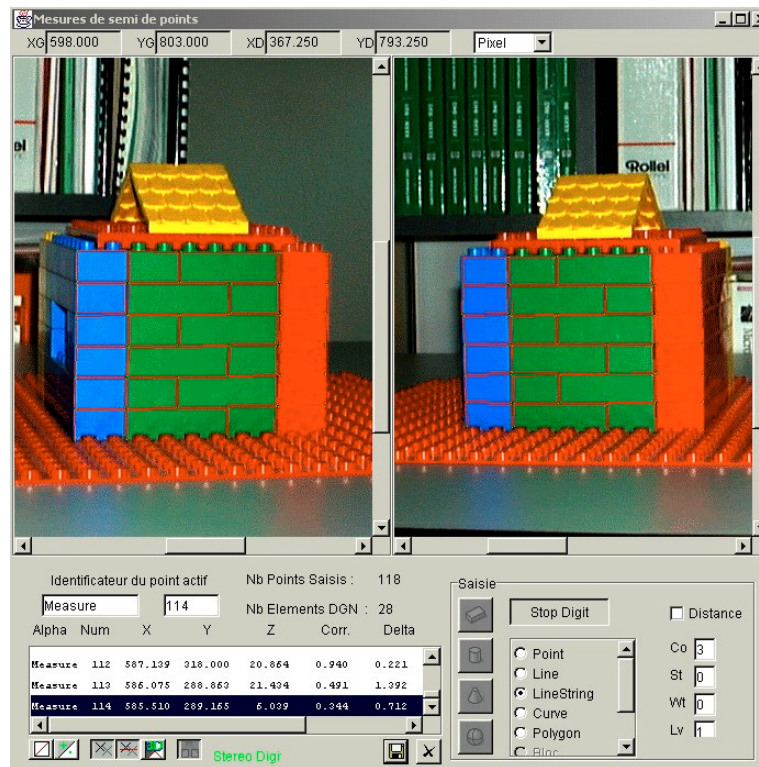 Mesures de semi de points
XG 598.000 YG 803.000 XD 367.250 YD 793.250 Pixel
Rollei
Identificateur du point actif Nb Points Saisis : 118
Measure 114 Nb Elements DGN : 28
Alpha Num X Y Z Corr. Delta
Measure 112 587.139 318.000 20.864 0.940 0.221
Measure 113 586.075 288.863 21.434 0.491 1.392
Measure 114 585.510 289.165 6.039 0.344 0.712
Stereo Digi
Saisie
Stop Digit
Distance
Point
Line
LineString
Curve
Polygon
Bloc
Co 3
St 0
Wt 0
Lv 1